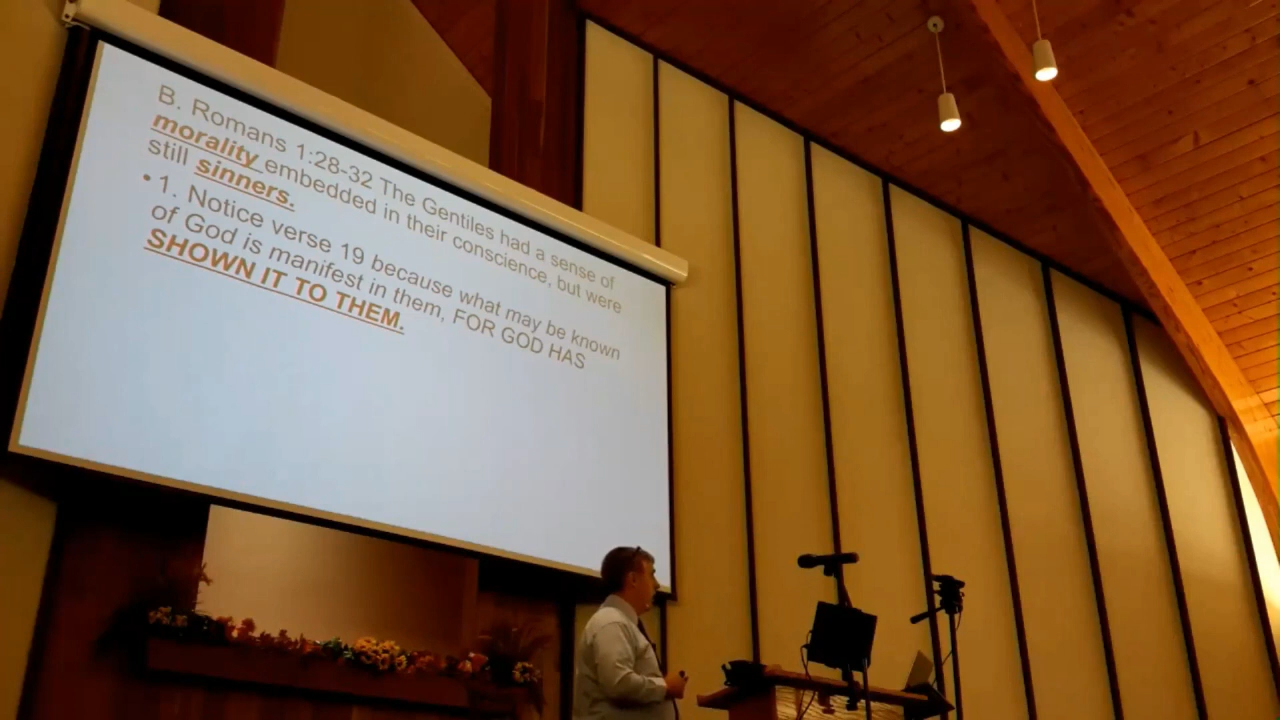 B. Romans 1:28-32 The Gentiles had a sense of
morality embedded in their conscience, but were
still sinners.
• 1. Notice verse 19 because what may be known
of God is manifest in them, FOR GOD HAS
SHOWN IT TO THEM.